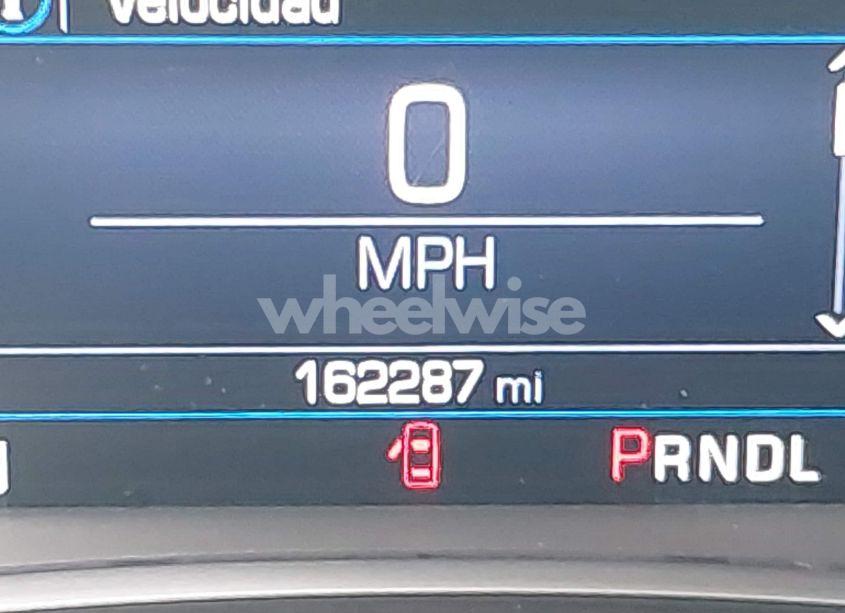 Velocidad
0
MPH
wheelwise
162287 mi
PRNDL